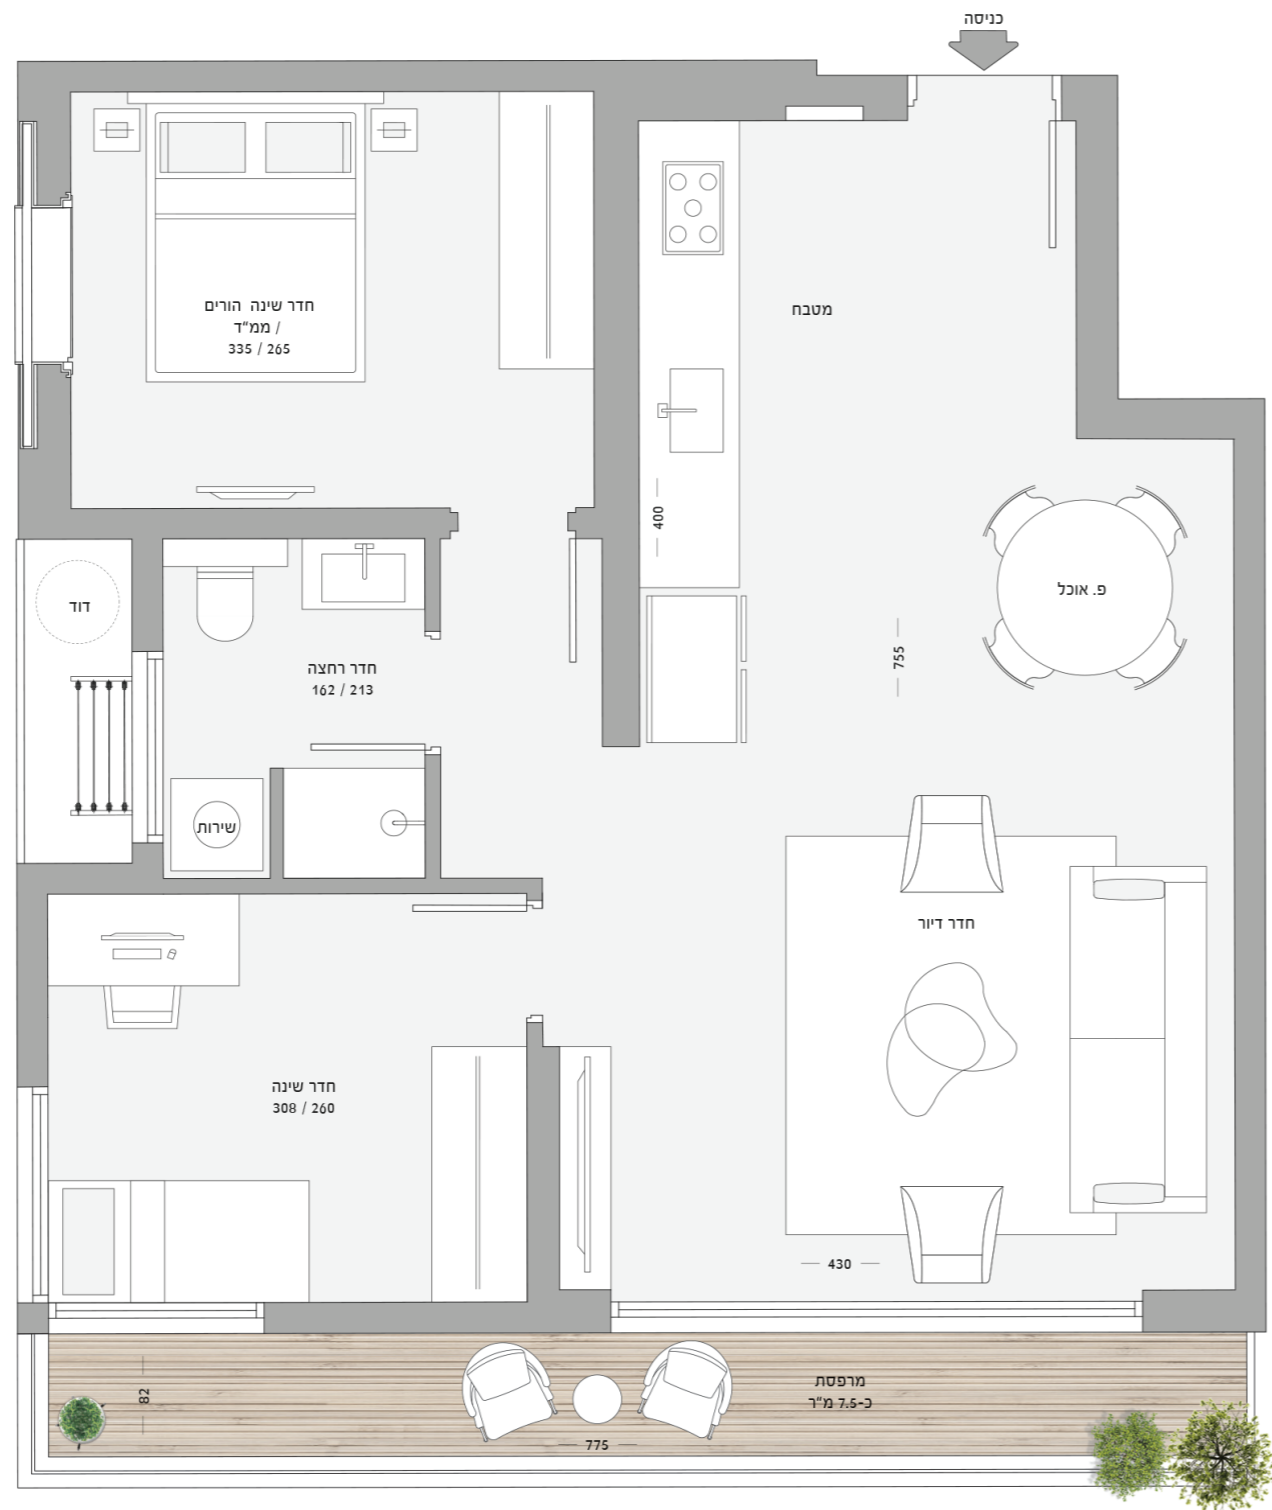 כניסה
חדר שינה הורים
/ ממ"ד
335 / 265
מטבח
400
פ. אוכל
דוד
755
חדר רחצה
162 / 213
שירות
חדר דיור
חדר שינה
308 / 260
430
מרפסת
כ-7.5 מ"ר
82
775